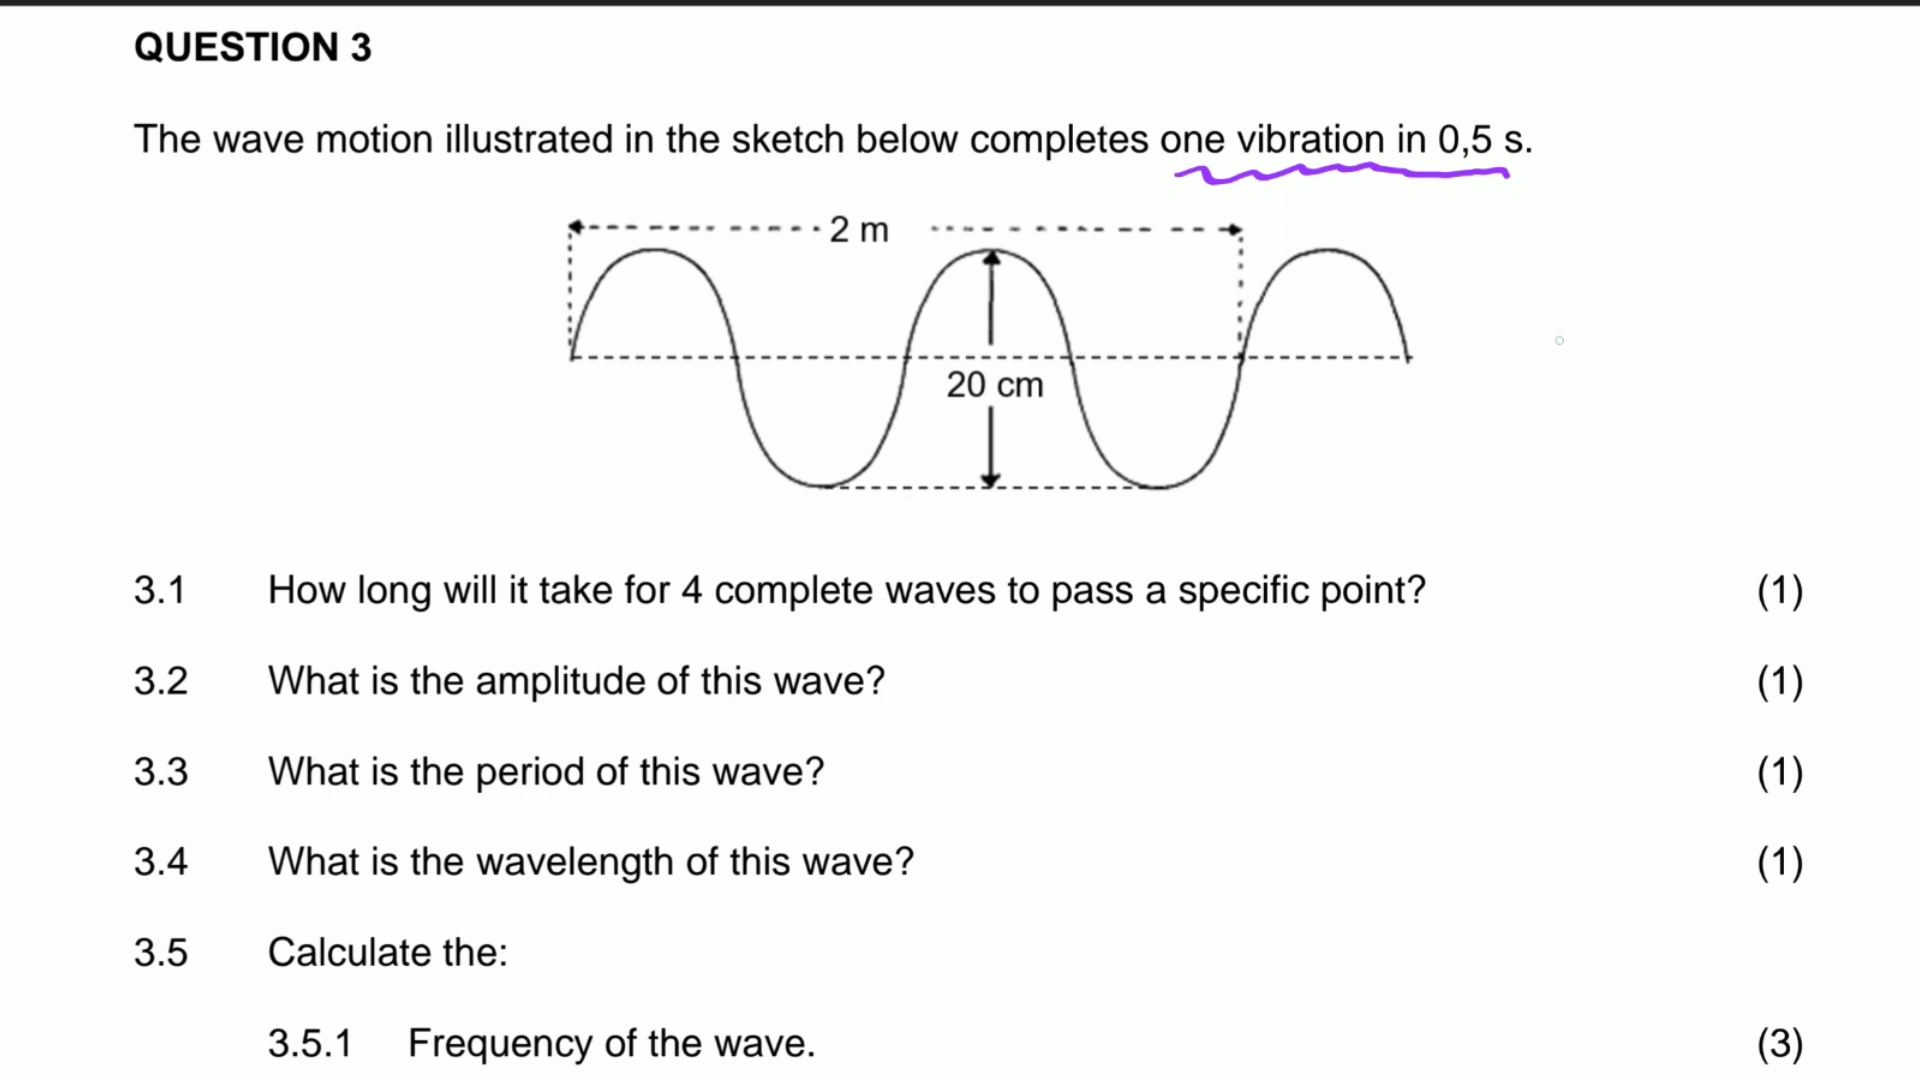 QUESTION 3
The wave motion illustrated in the sketch below completes one vibration in 0,5 s.
2 m
20 cm
3.1 How long will it take for 4 complete waves to pass a specific point? (1)
3.2 What is the amplitude of this wave? (1)
3.3 What is the period of this wave? (1)
3.4 What is the wavelength of this wave? (1)
3.5 Calculate the:
3.5.1 Frequency of the wave. (3)